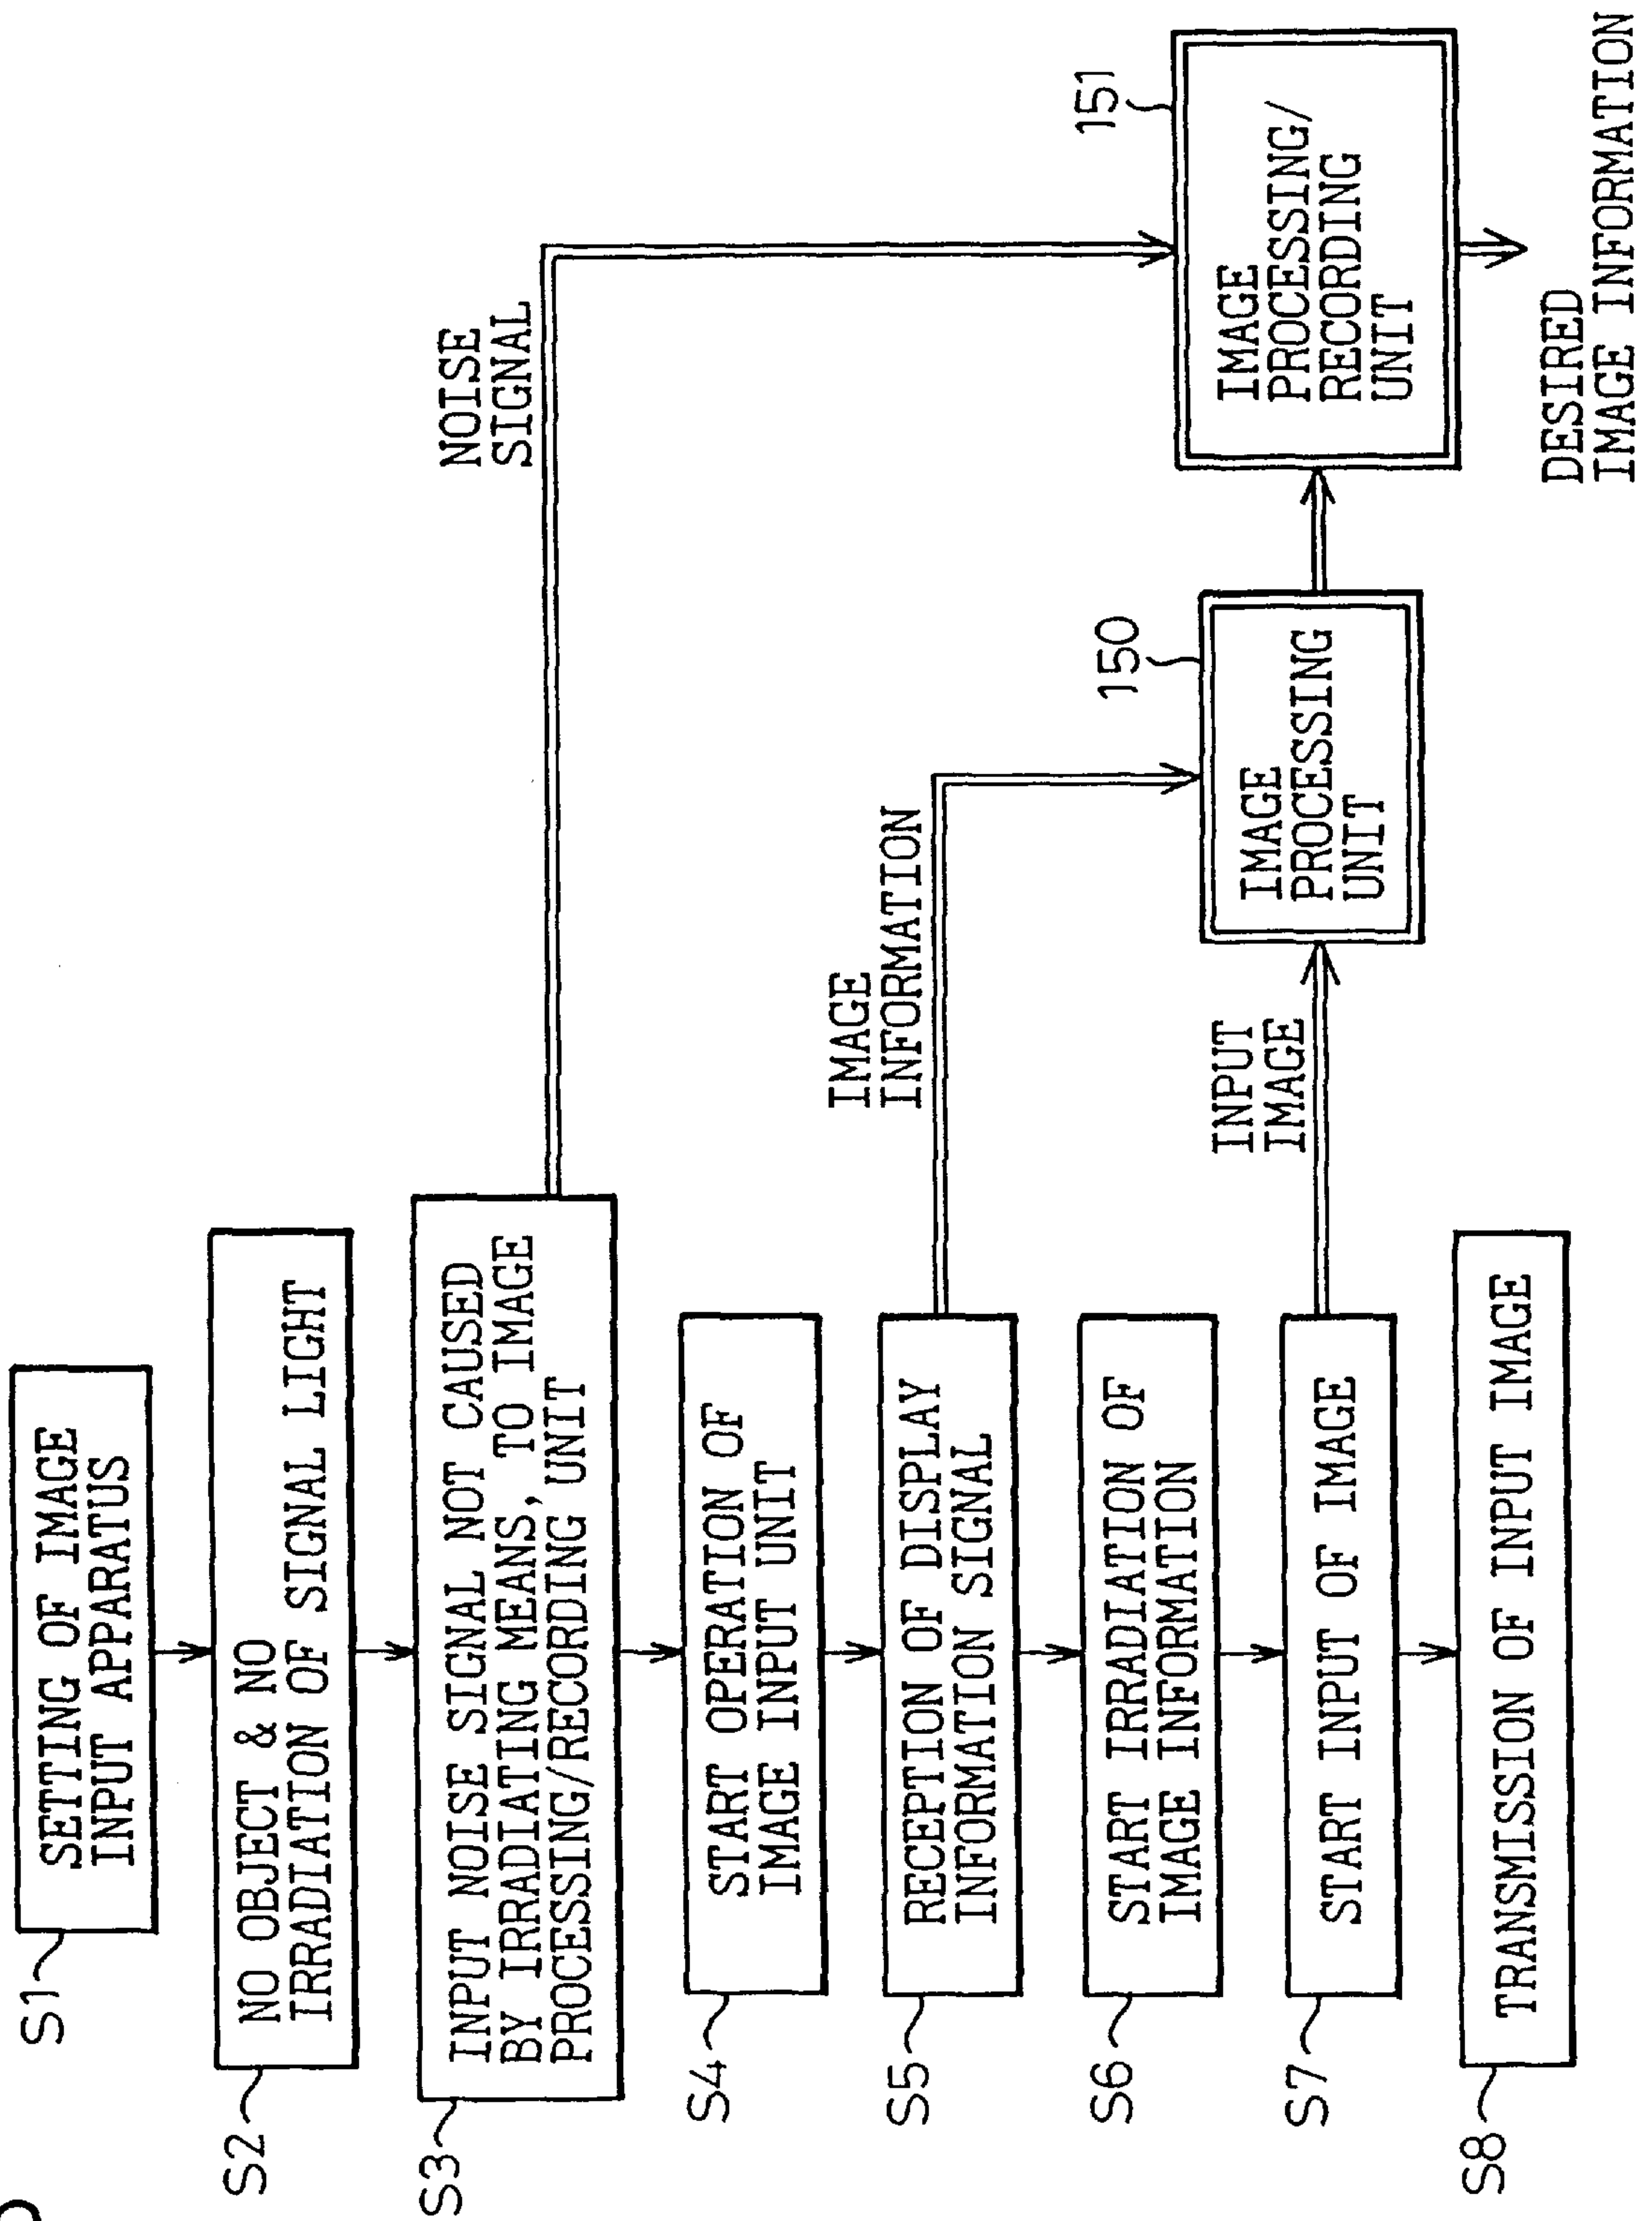 S1
SETTING OF IMAGE
INPUT APPARATUS
S2
NO OBJECT & NO
IRRADIATION OF SIGNAL LIGHT
S3
INPUT NOISE SIGNAL NOT CAUSED
BY IRRADIATING MEANS, TO IMAGE
PROCESSING/RECORDING UNIT
NOISE
SIGNAL
S4
START OPERATION OF
IMAGE INPUT UNIT
S5
RECEPTION OF DISPLAY
INFORMATION SIGNAL
IMAGE
INFORMATION
S6
START IRRADIATION OF
IMAGE INFORMATION
S7
START INPUT OF IMAGE
INPUT
IMAGE
150
IMAGE
PROCESSING
UNIT
151
IMAGE
PROCESSING/
RECORDING
UNIT
S8
TRANSMISSION OF INPUT IMAGE
DESIRED
IMAGE INFORMATION